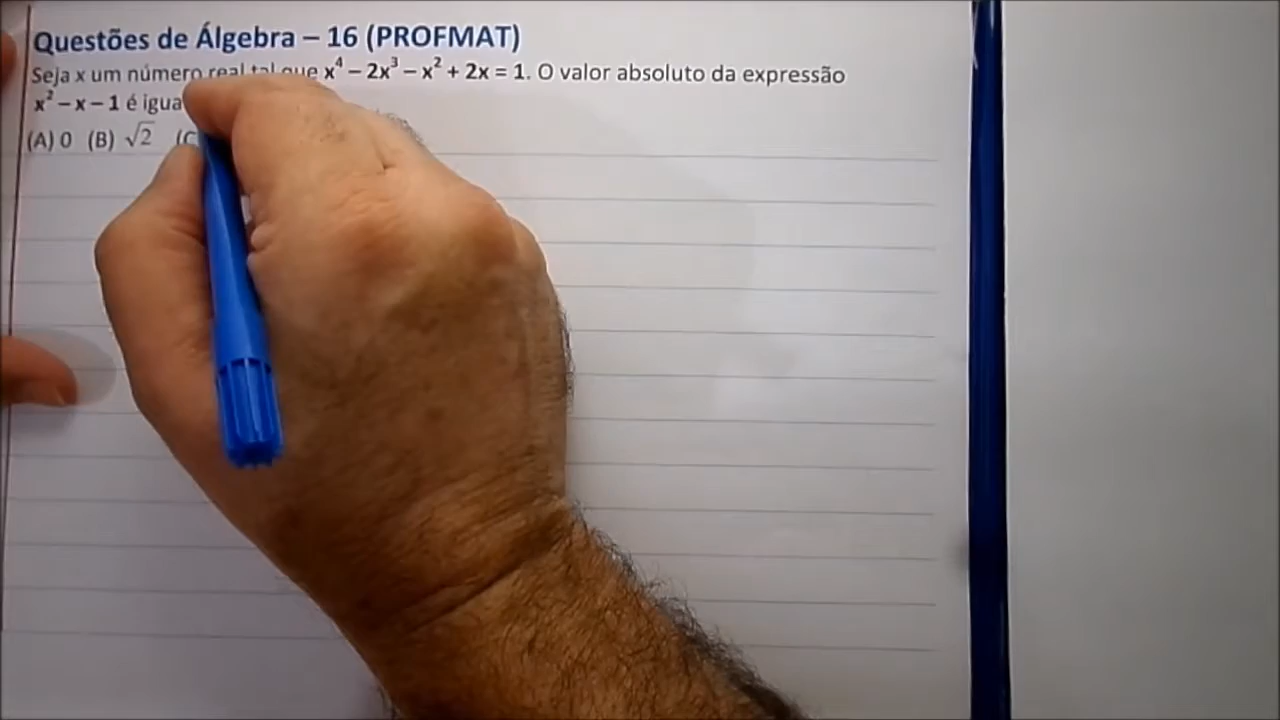 Questões de Álgebra – 16 (PROFMAT)
Seja x um número real tal que x⁴ – 2x³ – x² + 2x = 1. O valor absoluto da expressão
x² – x – 1 é igua
(A) 0 (B) √2 (C